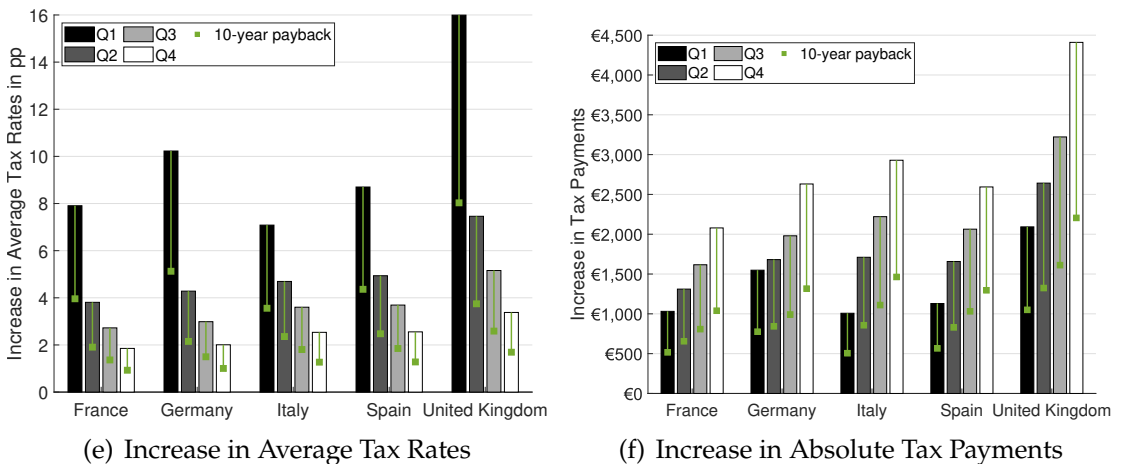 Increase in Average Tax Rates in pp
16
14
12
10
8
6
4
2
0
Q1 Q3 10-year payback
Q2 Q4
France Germany Italy Spain United Kingdom
(e) Increase in Average Tax Rates
Increase in Tax Payments
€4,500
€4,000
€3,500
€3,000
€2,500
€2,000
€1,500
€1,000
€500
€0
Q1 Q3 10-year payback
Q2 Q4
France Germany Italy Spain United Kingdom
(f) Increase in Absolute Tax Payments